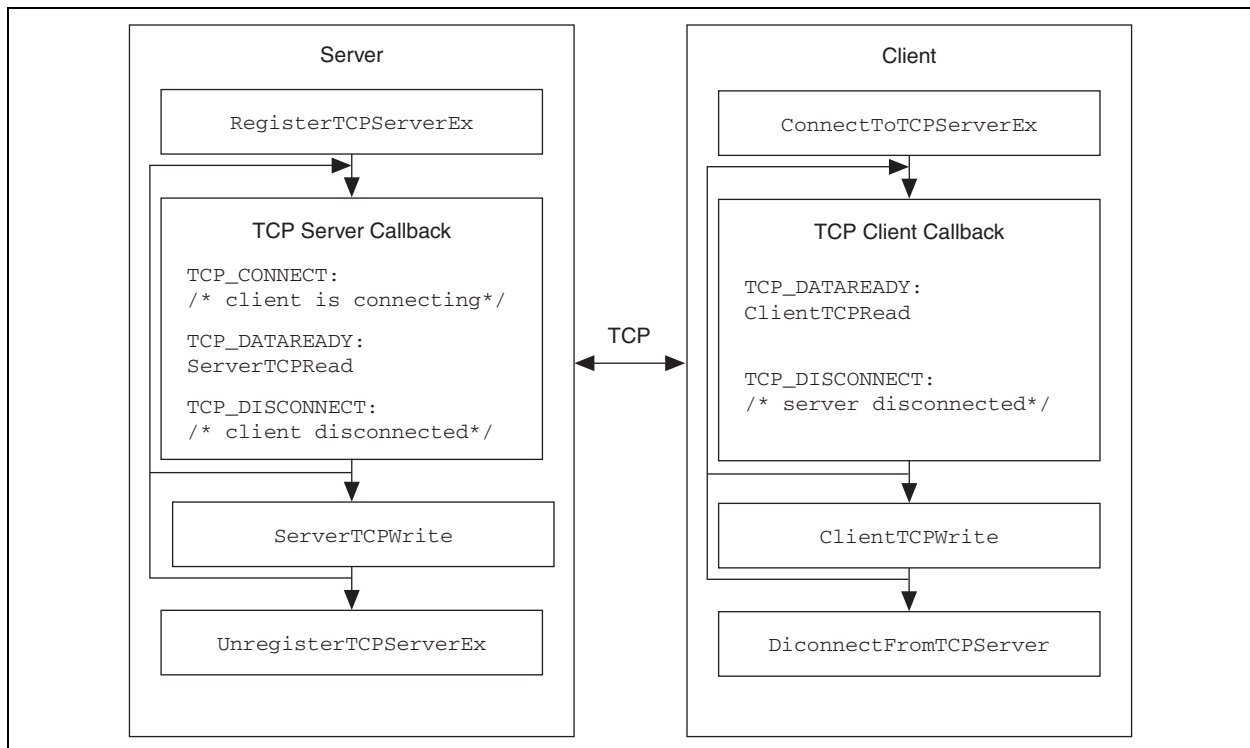 Server
RegisterTCPServerEx
TCP Server Callback
TCP_CONNECT:
/* client is connecting*/
TCP_DATAREADY:
ServerTCPRead
TCP_DISCONNECT:
/* client disconnected*/
ServerTCPWrite
UnregisterTCPServerEx
TCP
Client
ConnectToTCPServerEx
TCP Client Callback
TCP_DATAREADY:
ClientTCPRead
TCP_DISCONNECT:
/* server disconnected*/
ClientTCPWrite
DiconnectFromTCPServer